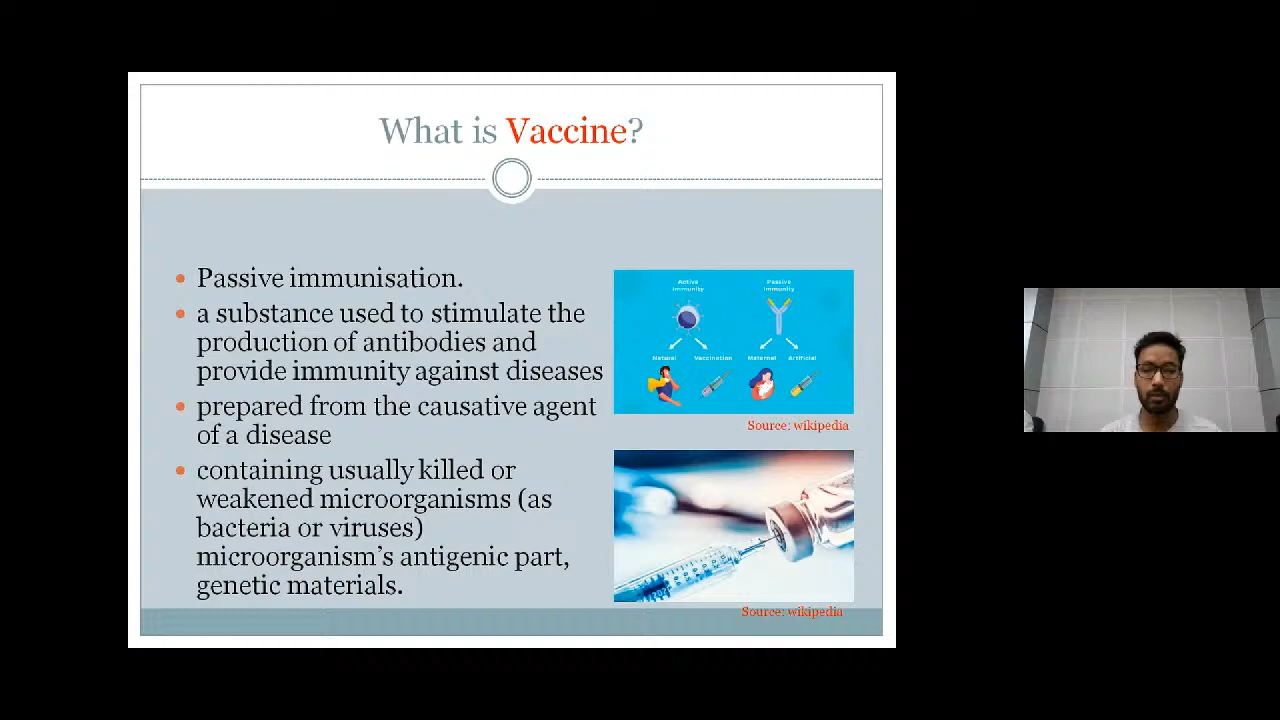 What is Vaccine?
Passive immunisation.
a substance used to stimulate the
production of antibodies and
provide immunity against diseases
prepared from the causative agent
of a disease
containing usually killed or
weakened microorganisms (as
bacteria or viruses)
microorganism's antigenic part,
genetic materials.
Active Immunity
Passive Immunity
Natural Vaccination Maternal Artificial
Source: wikipedia
Source: wikipedia